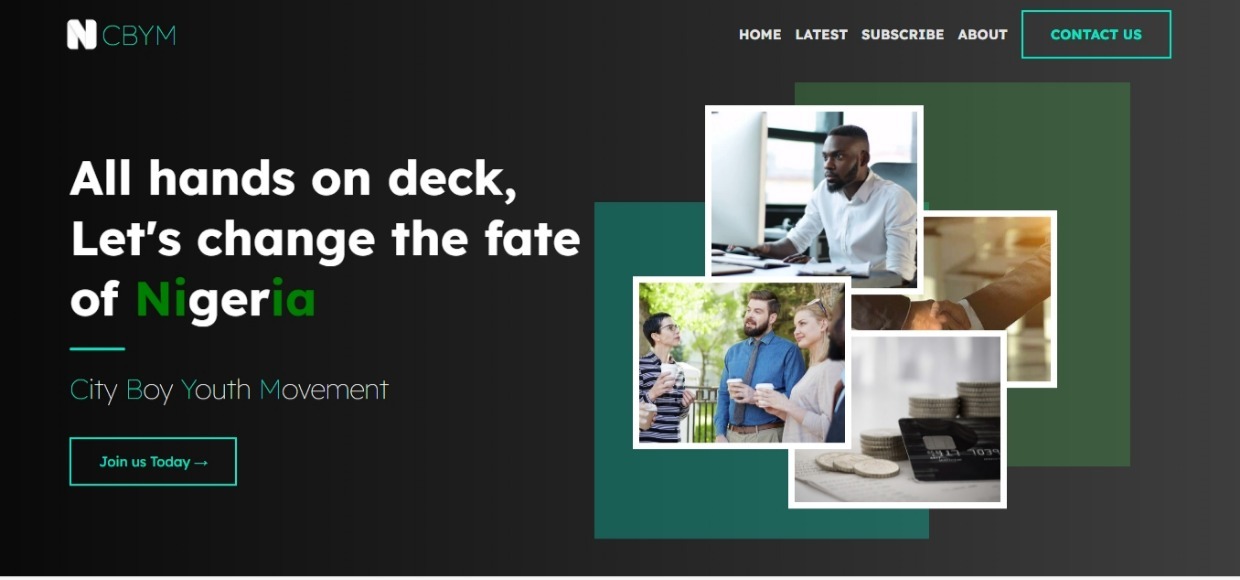 N CBYM
HOME LATEST SUBSCRIBE ABOUT CONTACT US
All hands on deck,
Let's change the fate
of Nigeria
City Boy Youth Movement
Join us Today →